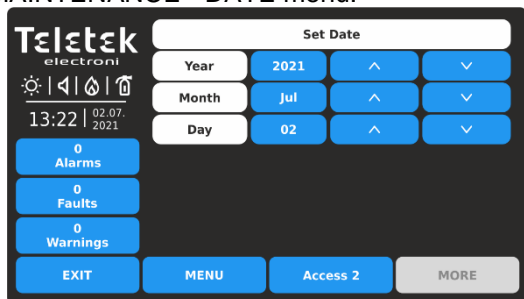 MAINTENANCE - DATE menu.
Teletek
electroni
13:22 02.07.
2021
0
Alarms
0
Faults
0
Warnings
Set Date
Year 2021
Month Jul
Day 02
EXIT MENU Access 2 MORE